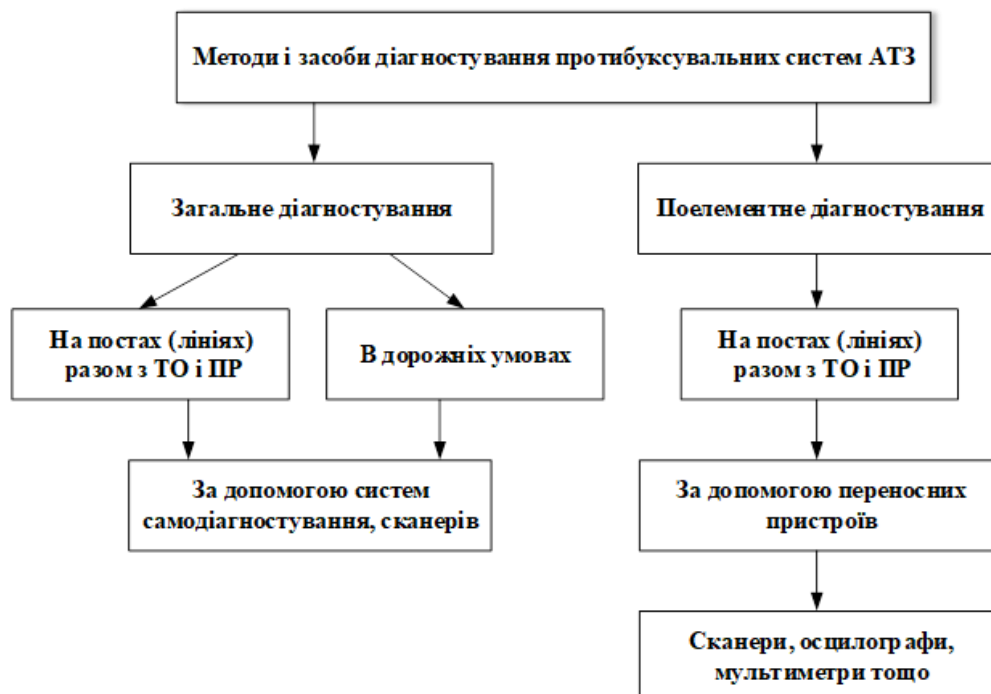 Методи і засоби діагностування протибуксувальних систем АТЗ
Загальне діагностування
Поелементне діагностування
На постах (лініях)
разом з ТО і ПР
В дорожніх умовах
На постах (лініях)
разом з ТО і ПР
За допомогою систем
самодіагностування, сканерів
За допомогою переносних
пристроїв
Сканери, осцилографи,
мультиметри тощо